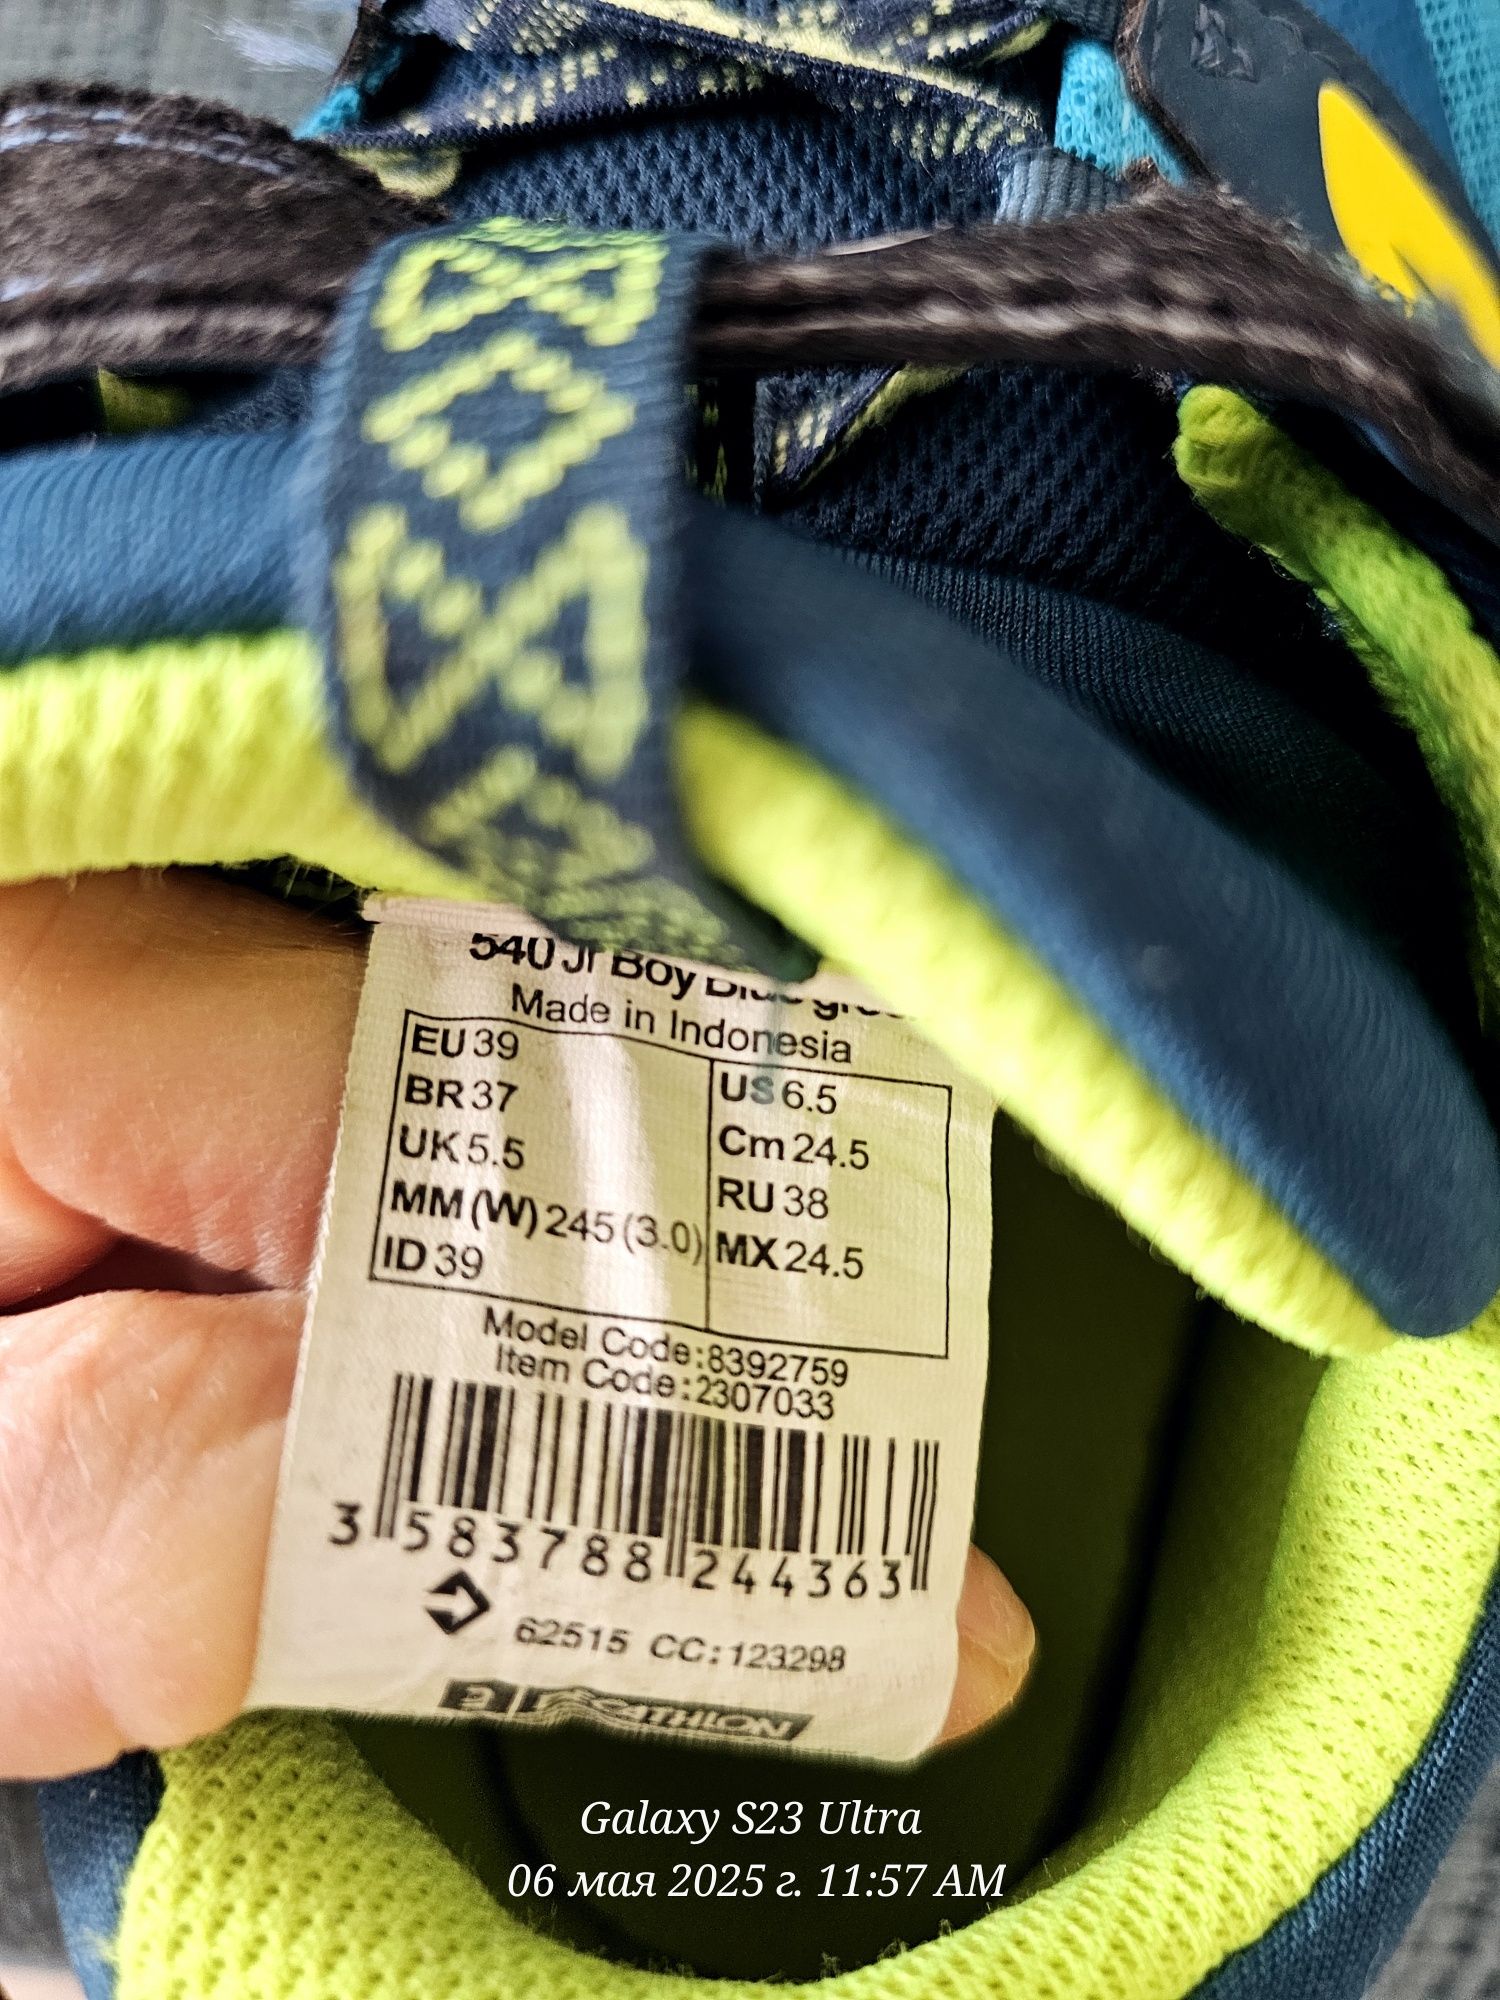 540 Jr Boy Blue green
Made in Indonesia
EU 39
BR 37
UK 5.5
MM (W) 245 (3.0)
ID 39
US 6.5
Cm 24.5
RU 38
MX 24.5
Model Code:8392759
Item Code:2307033
3 583788 244363
62515 CC:123298
DECATHLON
Galaxy S23 Ultra
06 мая 2025 г. 11:57 AM